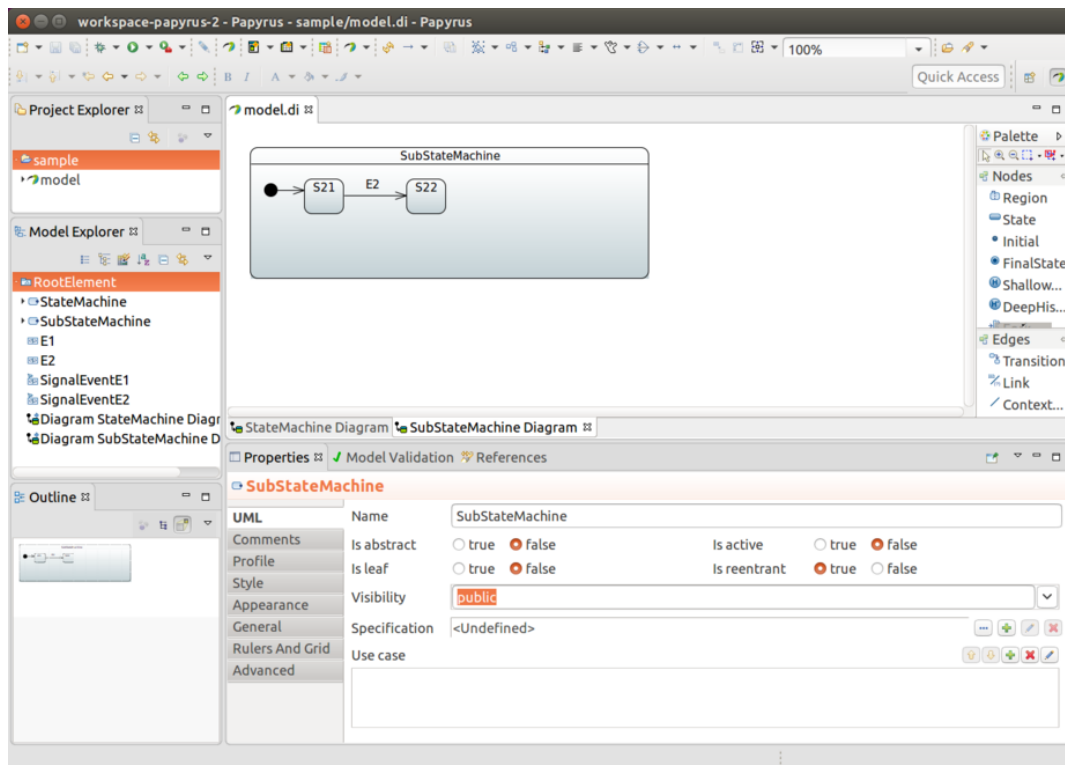 workspace-papyrus-2 - Papyrus - sample/model.di - Papyrus
100%
B I A
Quick Access
Project Explorer
sample
model
Model Explorer
RootElement
StateMachine
SubStateMachine
E1
E2
SignalEventE1
SignalEventE2
Diagram StateMachine Diagr
Diagram SubStateMachine D
Outline
model.di
SubStateMachine
S21
E2
S22
Palette
Nodes
Region
State
Initial
FinalState
Shallow...
DeepHis...
Edges
Transition
Link
Context...
StateMachine Diagram
SubStateMachine Diagram
Properties
Model Validation
References
SubStateMachine
UML
Comments
Profile
Style
Appearance
General
Rulers And Grid
Advanced
Name
SubStateMachine
Is abstract
true
false
Is active
true
false
Is leaf
true
false
Is reentrant
true
false
Visibility
public
Specification
<Undefined>
Use case